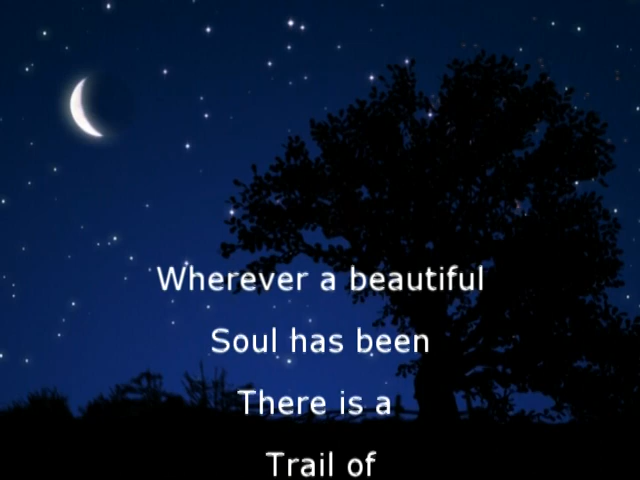 Wherever a beautiful
Soul has been
There is a
Trail of